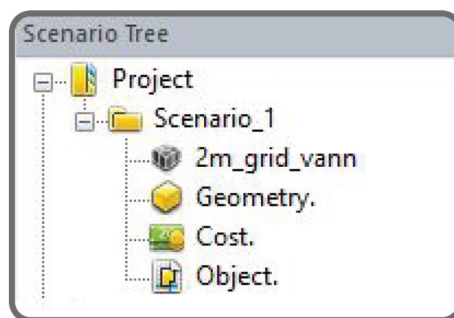 Scenario Tree
Project
Scenario_1
2m_grid_vann
Geometry.
Cost.
Object.